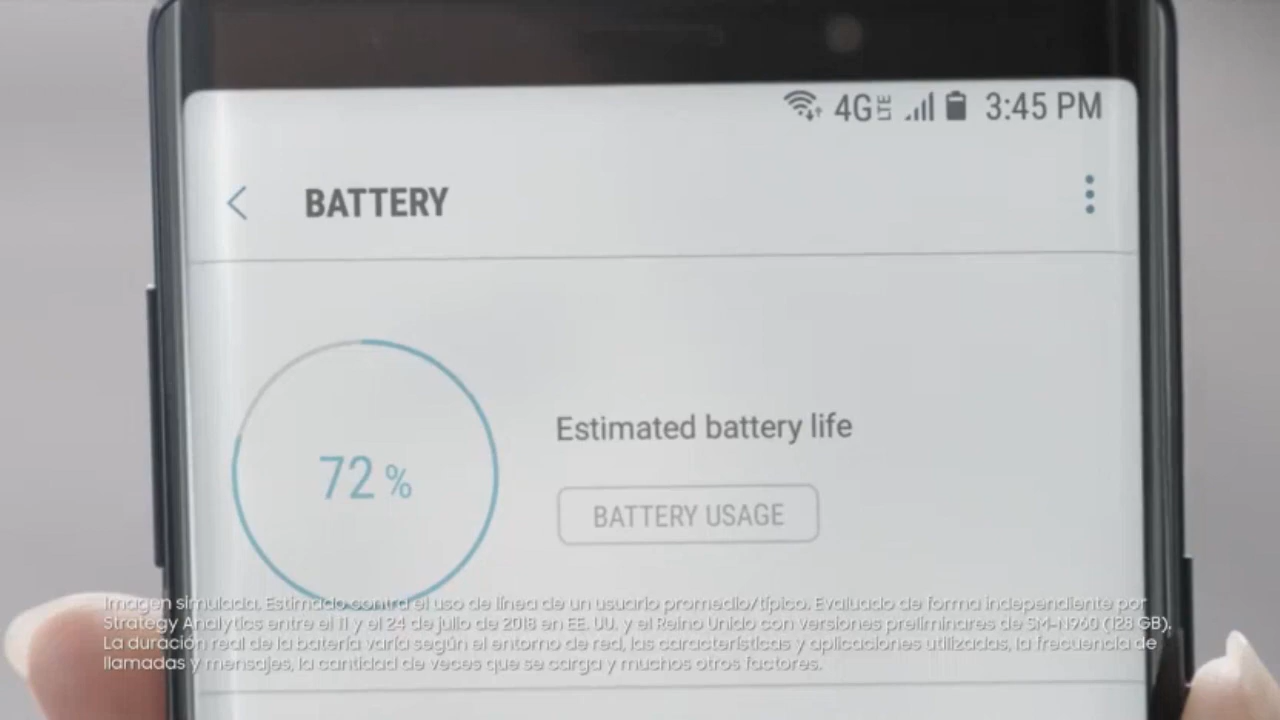 4G LTE 3:45 PM
BATTERY
Estimated battery life
72 %
BATTERY USAGE
Imagen simulada. Estimado contra el uso de línea de un usuario promedio/típico. Evaluado de forma independiente por
Strategy Analytics entre el 11 y el 24 de julio de 2018 en EE. UU. y el Reino Unido con versiones preliminares de SM-N960 (128 GB).
La duración real de la batería varía según el entorno de red, las características y aplicaciones utilizadas, la frecuencia de
llamadas y mensajes, la cantidad de veces que se carga y muchos otros factores.